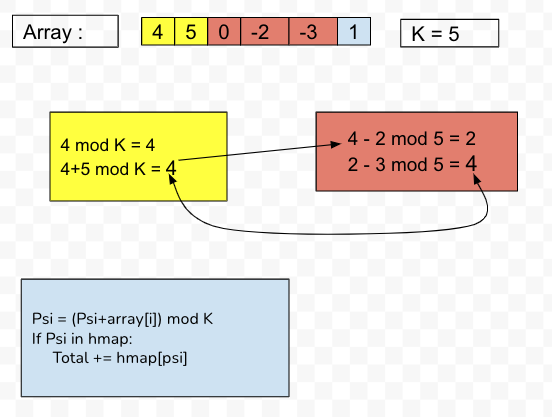 Array : 4 5 0 -2 -3 1 K = 5
4 mod K = 4
4+5 mod K = 4
4 - 2 mod 5 = 2
2 - 3 mod 5 = 4
Psi = (Psi+array[i]) mod K
If Psi in hmap:
Total += hmap[psi]